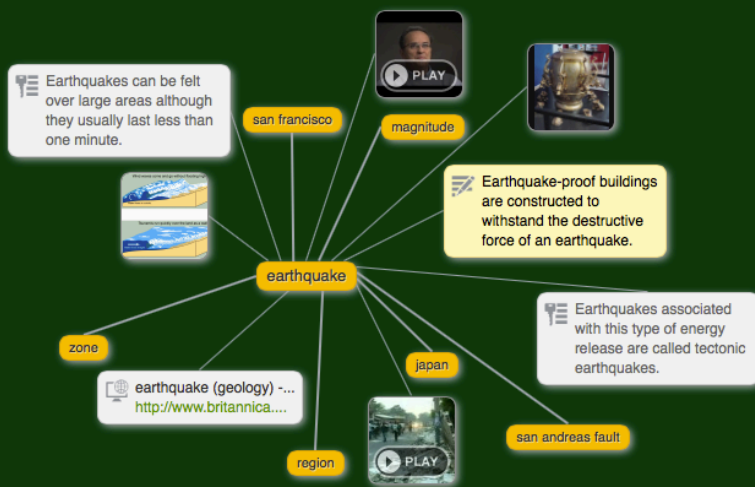 PLAY
Earthquakes can be felt
over large areas although
they usually last less than
one minute.
san francisco
magnitude
Earthquake-proof buildings
are constructed to
withstand the destructive
force of an earthquake.
earthquake
Earthquakes associated
with this type of energy
release are called tectonic
earthquakes.
zone
japan
earthquake (geology) -...
http://www.britannica....
san andreas fault
region
PLAY